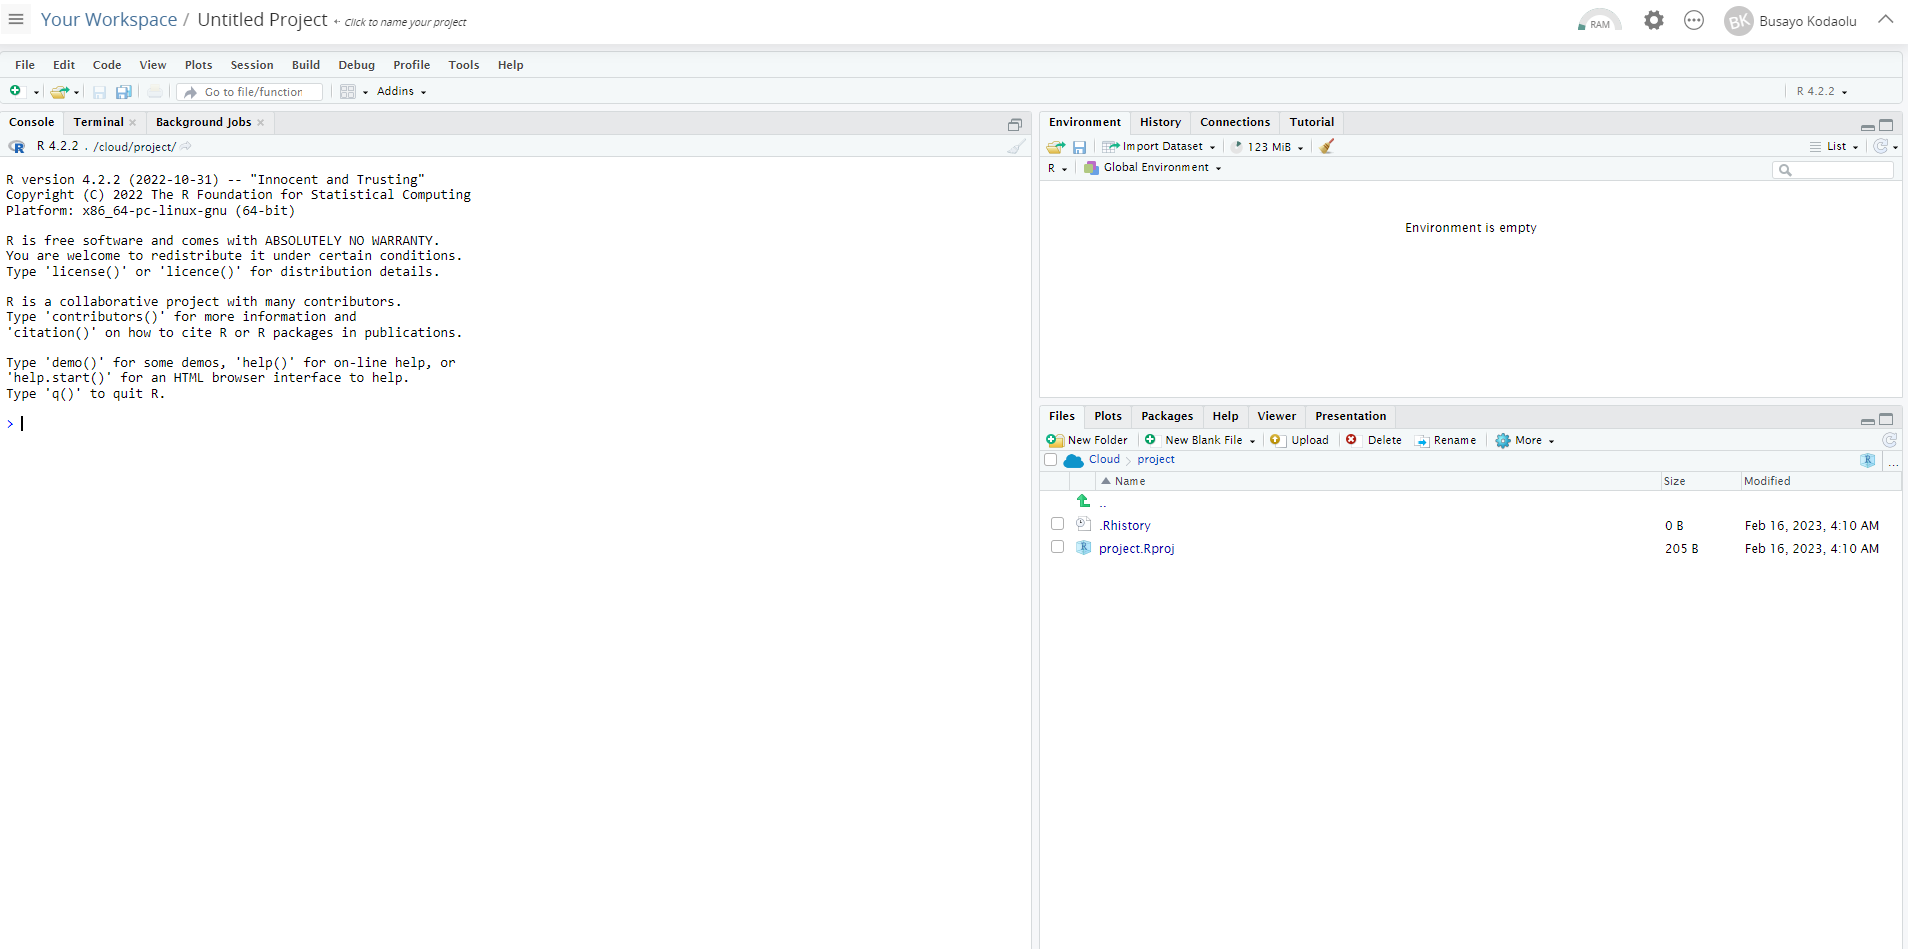 Your Workspace / Untitled Project ← Click to name your project
RAM
BK Busayo Kodaolu
File Edit Code View Plots Session Build Debug Profile Tools Help
Go to file/function Addins R 4.2.2
Console Terminal Background Jobs
R 4.2.2 . /cloud/project/
R version 4.2.2 (2022-10-31) -- "Innocent and Trusting"
Copyright (C) 2022 The R Foundation for Statistical Computing
Platform: x86_64-pc-linux-gnu (64-bit)
R is free software and comes with ABSOLUTELY NO WARRANTY.
You are welcome to redistribute it under certain conditions.
Type 'license()' or 'licence()' for distribution details.
R is a collaborative project with many contributors.
Type 'contributors()' for more information and
'citation()' on how to cite R or R packages in publications.
Type 'demo()' for some demos, 'help()' for on-line help, or
'help.start()' for an HTML browser interface to help.
Type 'q()' to quit R.
>
Environment History Connections Tutorial
Import Dataset 123 MiB List
R Global Environment
Environment is empty
Files Plots Packages Help Viewer Presentation
New Folder New Blank File Upload Delete Rename More
Cloud project R ...
Name Size Modified
..
.Rhistory 0 B Feb 16, 2023, 4:10 AM
project.Rproj 205 B Feb 16, 2023, 4:10 AM